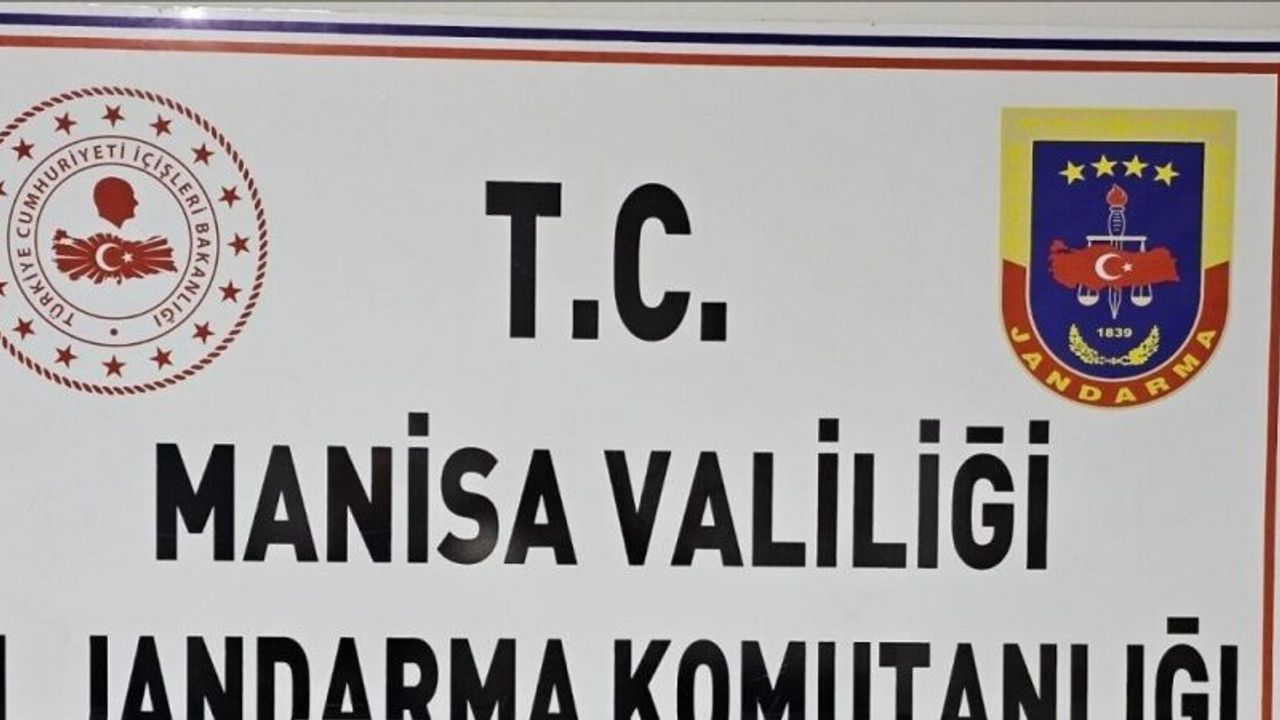 TÜRKİYE CUMHURİYETİ İÇİŞLERİ BAKANLIĞI
T.C.
1839
JANDARMA
MANİSA VALİLİĞİ
JANDARMA KOMUTANLIĞI